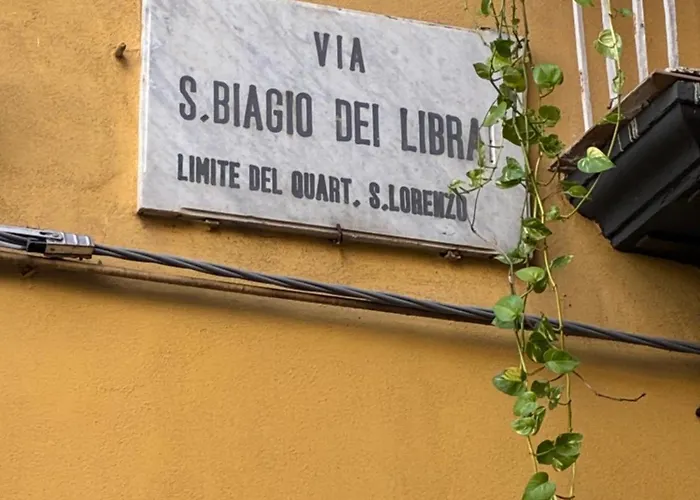 VIA
S. BIAGIO DEI LIBRA
LIMITE DEL QUART. S. LORENZO